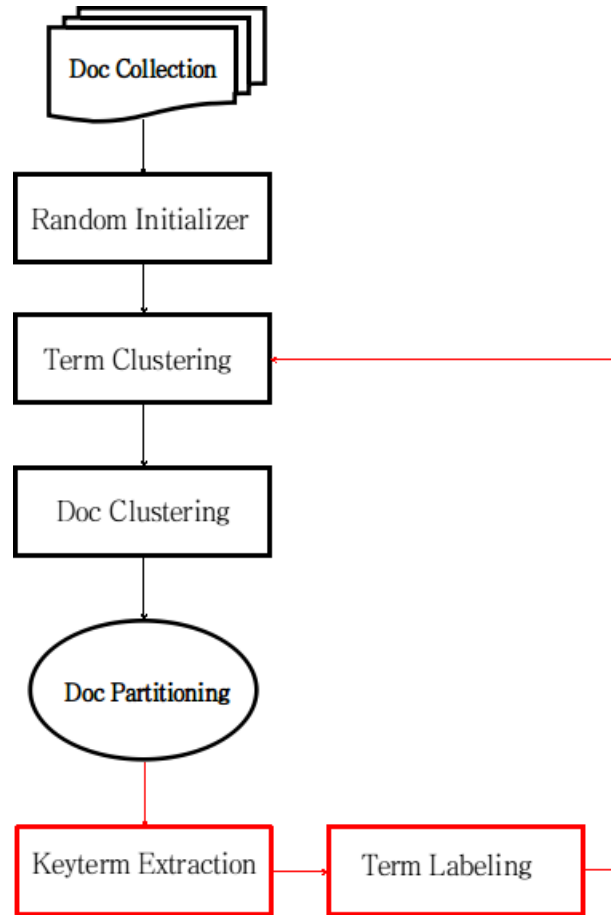 Doc Collection
Random Initializer
Term Clustering
Doc Clustering
Doc Partitioning
Keyterm Extraction
Term Labeling